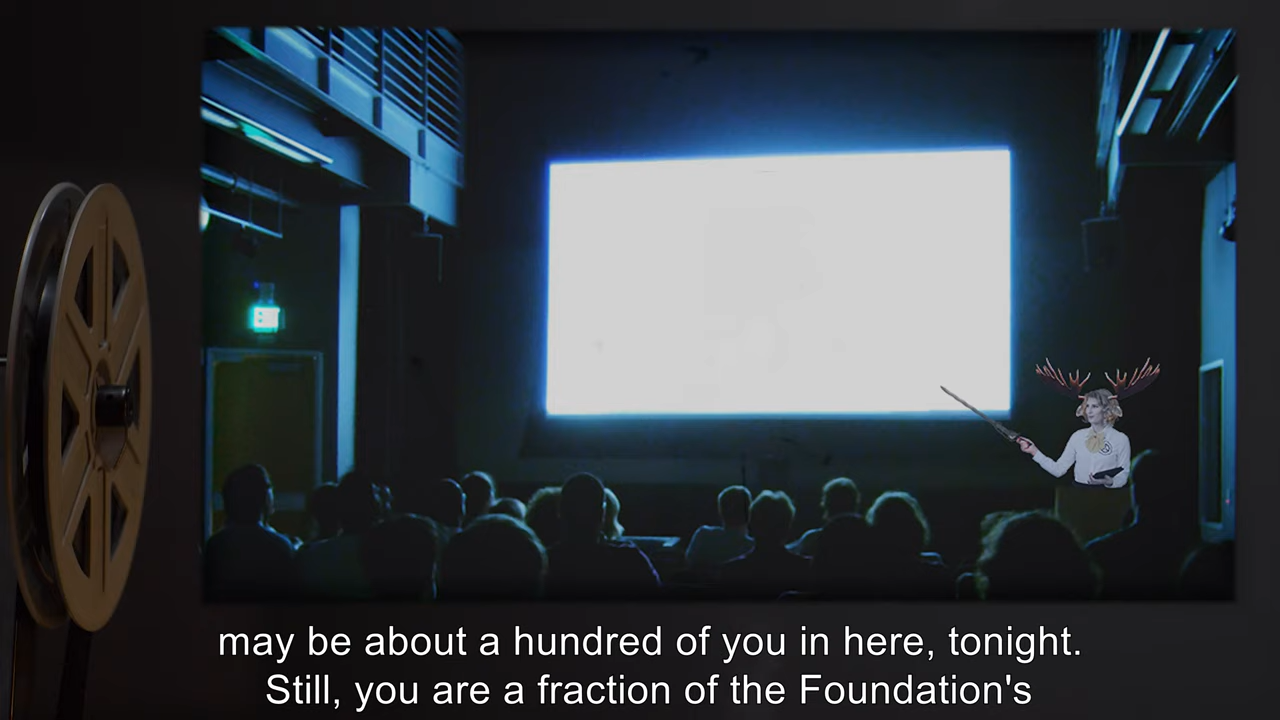 may be about a hundred of you in here, tonight.
Still, you are a fraction of the Foundation's